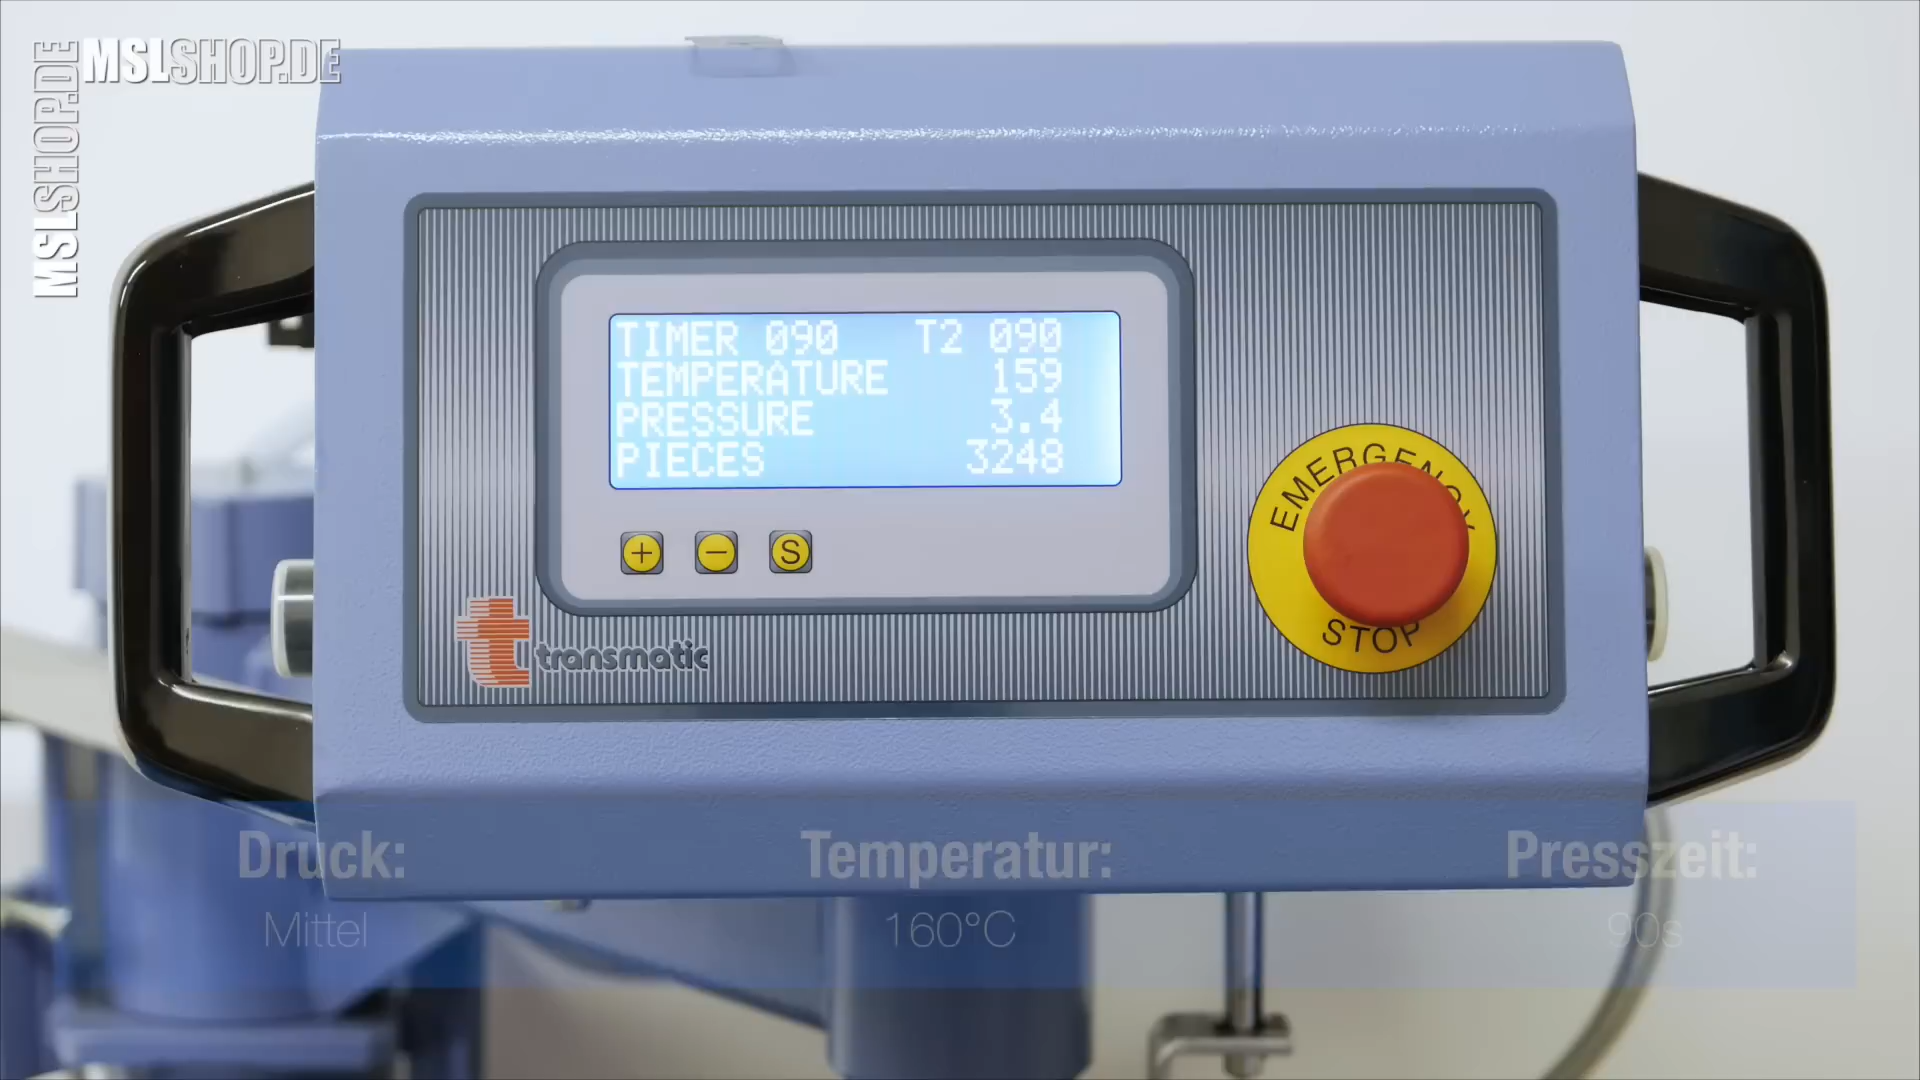 MSLSHOP.DE
MSLSHOP.DE
TIMER 090 T2 090
TEMPERATURE 159
PRESSURE 3.4
PIECES 3248
+ − S
t transmatic
EMERGENCY
STOP
Druck: Temperatur: Presszeit:
Mittel 160°C 90s